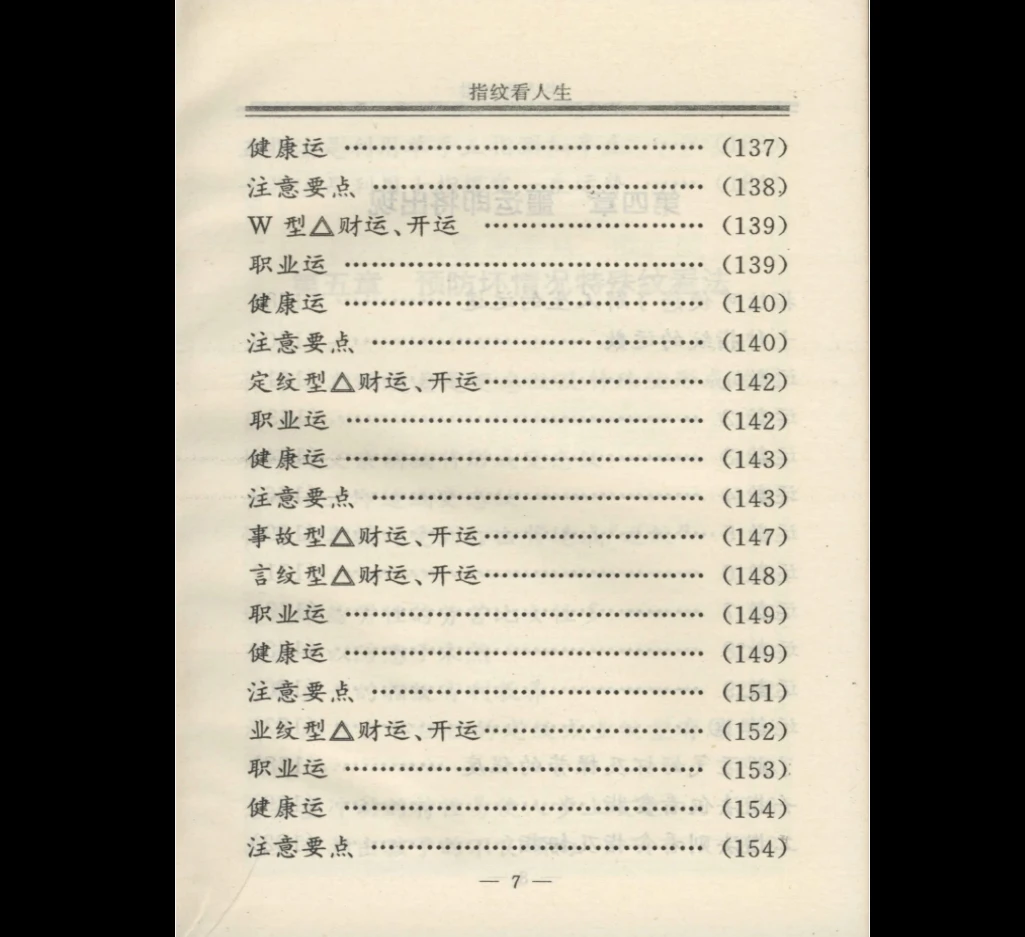 指纹看人生
健康运 ………………………………… (137)
注意要点 ……………………………… (138)
W 型△财运、开运 …………………… (139)
职业运 ………………………………… (139)
健康运 ………………………………… (140)
注意要点 ……………………………… (140)
定纹型△财运、开运…………………… (142)
职业运 ………………………………… (142)
健康运 ………………………………… (143)
注意要点 ……………………………… (143)
事故型△财运、开运…………………… (147)
言纹型△财运、开运…………………… (148)
职业运 ………………………………… (149)
健康运 ………………………………… (149)
注意要点 ……………………………… (151)
业纹型△财运、开运…………………… (152)
职业运 ………………………………… (153)
健康运 ………………………………… (154)
注意要点 ……………………………… (154)
— 7 —